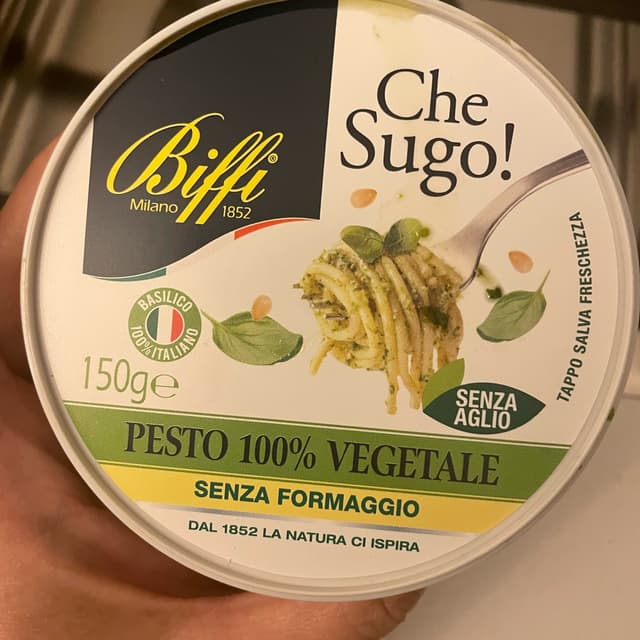 Che
Sugo!
Biffi®
Milano 1852
BASILICO
100% ITALIANO
150g℮
SENZA
AGLIO
TAPPO SALVA FRESCHEZZA
PESTO 100% VEGETALE
SENZA FORMAGGIO
DAL 1852 LA NATURA CI ISPIRA